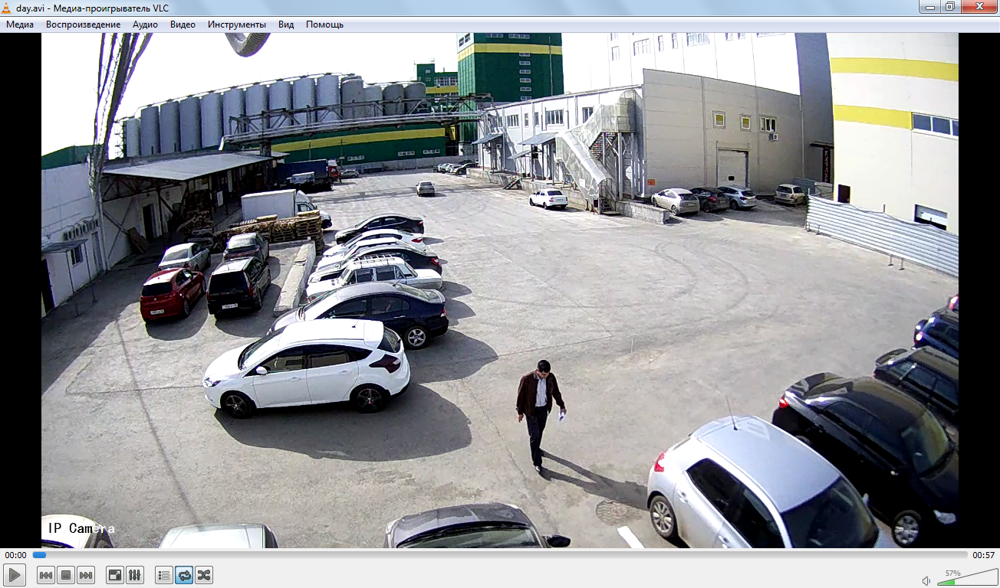 day.avi - Медиа-проигрыватель VLC
Медиа Воспроизведение Аудио Видео Инструменты Вид Помощь
IP Camera
00:00 00:57
57%